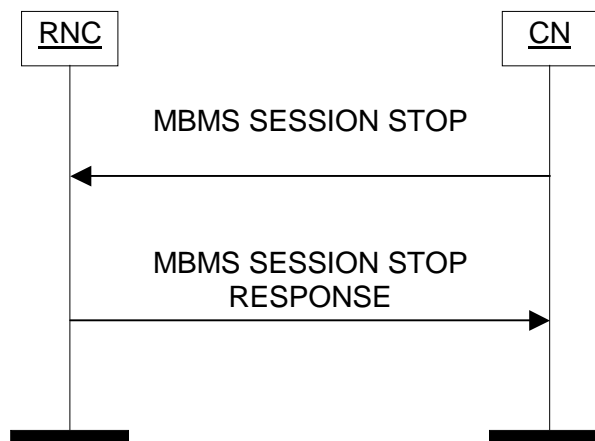 RNC
CN
MBMS SESSION STOP
MBMS SESSION STOP
RESPONSE